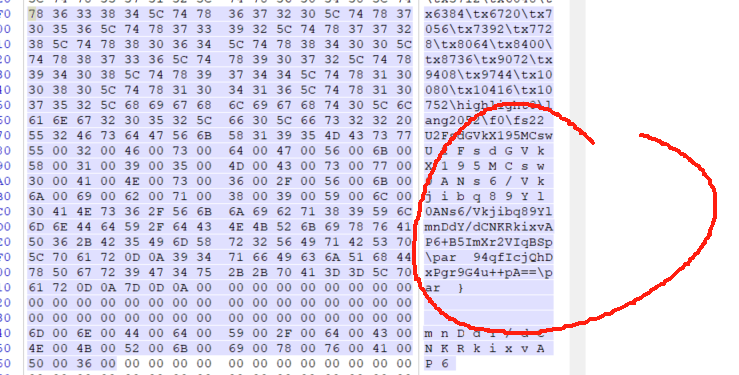 78 36 33 38 34 5C 74 78 36 37 32 30 5C 74 78 37 x6384\tx6720\tx7
30 35 36 5C 74 78 37 33 39 32 5C 74 78 37 37 32 056\tx7392\tx772
38 5C 74 78 38 30 36 34 5C 74 78 38 34 30 30 5C 8\tx8064\tx8400\
74 78 38 37 33 36 5C 74 78 39 30 37 32 5C 74 78 tx8736\tx9072\tx
39 34 30 38 5C 74 78 39 37 34 34 5C 74 78 31 30 9408\tx9744\tx10
30 38 30 5C 74 78 31 30 34 31 36 5C 74 78 31 30 080\tx10416\tx10
37 35 32 5C 68 69 67 68 6C 69 67 68 74 30 5C 6C 752\highlight0\l
61 6E 67 32 30 35 32 5C 66 30 5C 66 73 32 32 20 ang2052\f0\fs22
55 32 46 73 64 47 56 6B 58 31 39 35 4D 43 73 77 U2FsdGVkX195MCsw
55 00 32 00 46 00 73 00 64 00 47 00 56 00 6B 00 U 2 F s d G V k
58 00 31 00 39 00 35 00 4D 00 43 00 73 00 77 00 X 1 9 5 M C s w
30 00 41 00 4E 00 73 00 36 00 2F 00 56 00 6B 00 0 A N s 6 / V k
6A 00 69 00 62 00 71 00 38 00 39 00 59 00 6C 00 j i b q 8 9 Y l
30 41 4E 73 36 2F 56 6B 6A 69 62 71 38 39 59 6C 0ANs6/Vkjibq89Yl
6D 6E 44 64 59 2F 64 43 4E 4B 52 6B 69 78 76 41 mnDdY/dCNKRkixvA
50 36 2B 42 35 49 6D 58 72 32 56 49 71 42 53 70 P6+B5ImXr2VIqBSp
5C 70 61 72 0D 0A 39 34 71 66 49 63 6A 51 68 44 \par 94qfIcjQhD
78 50 67 72 39 47 34 75 2B 2B 70 41 3D 3D 5C 70 xPgr9G4u++pA==\p
61 72 0D 0A 7D 0D 0A 00 00 00 00 00 00 00 00 00 ar }
00 00 00 00 00 00 00 00 00 00 00 00 00 00 00 00
00 00 00 00 00 00 00 00 00 00 00 00 00 00 00 00
6D 00 6E 00 44 00 64 00 59 00 2F 00 64 00 43 00 m n D d Y / d C
4E 00 4B 00 52 00 6B 00 69 00 78 00 76 00 41 00 N K R k i x v A
50 00 36 00 00 00 00 00 00 00 00 00 00 00 00 00 P 6